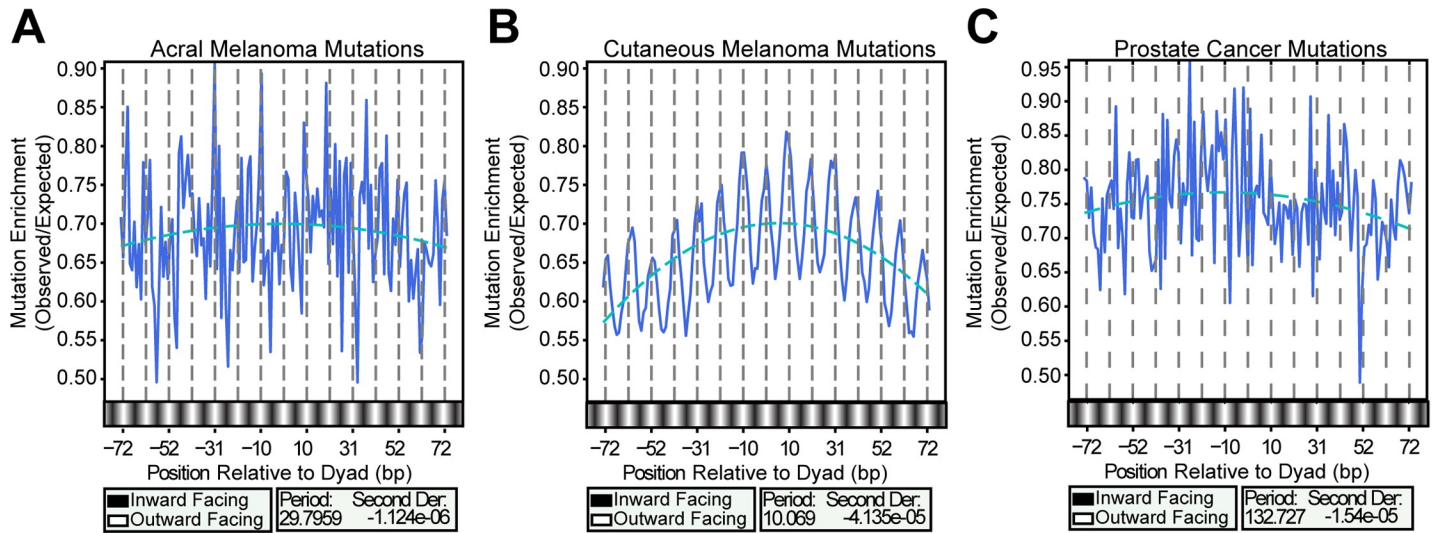 A
Acral Melanoma Mutations
Mutation Enrichment
(Observed/Expected)
0.90
0.85
0.80
0.75
0.70
0.65
0.60
0.55
0.50
−72 −52 −31 −10 10 31 52 72
Position Relative to Dyad (bp)
Inward Facing
Outward Facing
Period: Second Der:
29.7959 -1.124e-06
B
Cutaneous Melanoma Mutations
Mutation Enrichment
(Observed/Expected)
0.90
0.85
0.80
0.75
0.70
0.65
0.60
0.55
0.50
−72 −52 −31 −10 10 31 52 72
Position Relative to Dyad (bp)
Inward Facing
Outward Facing
Period: Second Der:
10.069 -4.135e-05
C
Prostate Cancer Mutations
Mutation Enrichment
(Observed/Expected)
0.95
0.90
0.85
0.80
0.75
0.70
0.65
0.60
0.55
0.50
−72 −52 −31 −10 10 31 52 72
Position Relative to Dyad (bp)
Inward Facing
Outward Facing
Period: Second Der:
132.727 -1.54e-05